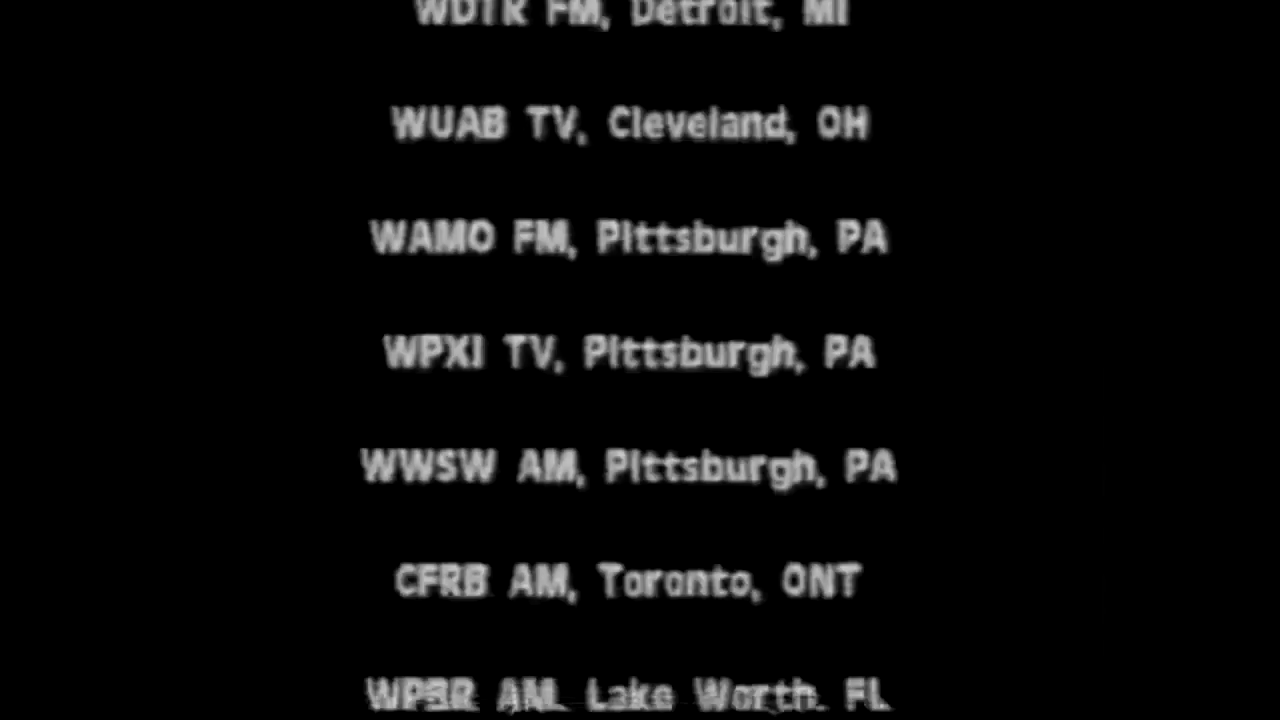 WDTR FM, Detroit, MI
WUAB TV, Cleveland, OH
WAMO FM, Pittsburgh, PA
WPXI TV, Pittsburgh, PA
WWSW AM, Pittsburgh, PA
CFRB AM, Toronto, ONT
WPBR AM, Lake Worth, FL